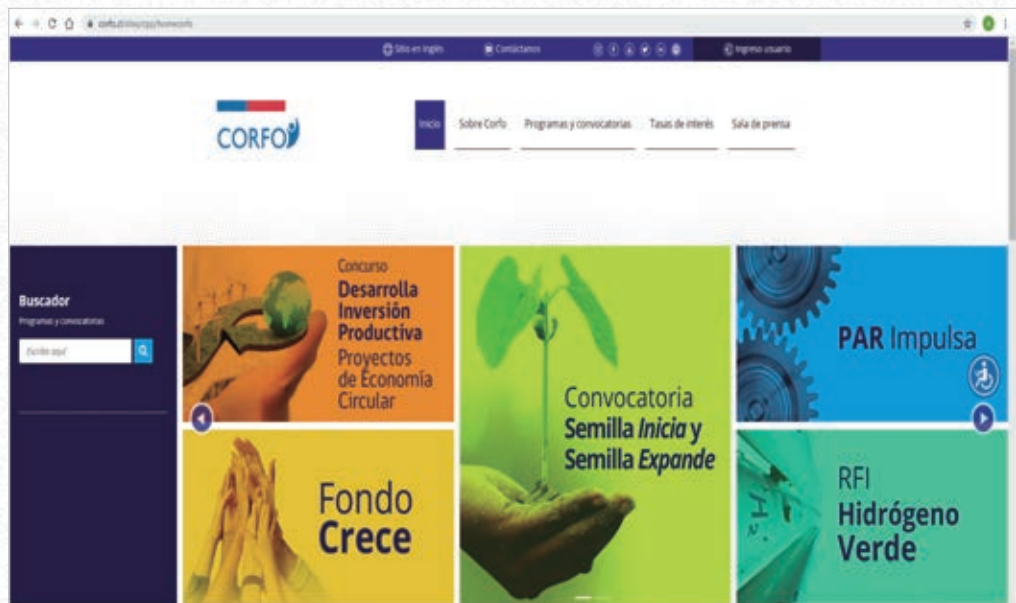 Sitio en Inglés
Contáctanos
Ingreso usuario
CORFO
Inicio
Sobre Corfo
Programas y convocatorias
Tasas de interés
Sala de prensa
Buscador
Programas y convocatorias
Escribe aquí
Concurso
Desarrolla
Inversión
Productiva
Proyectos
de Economía
Circular
Convocatoria
Semilla Inicia y
Semilla Expande
PAR Impulsa
Fondo
Crece
H₂
RFI
Hidrógeno
Verde